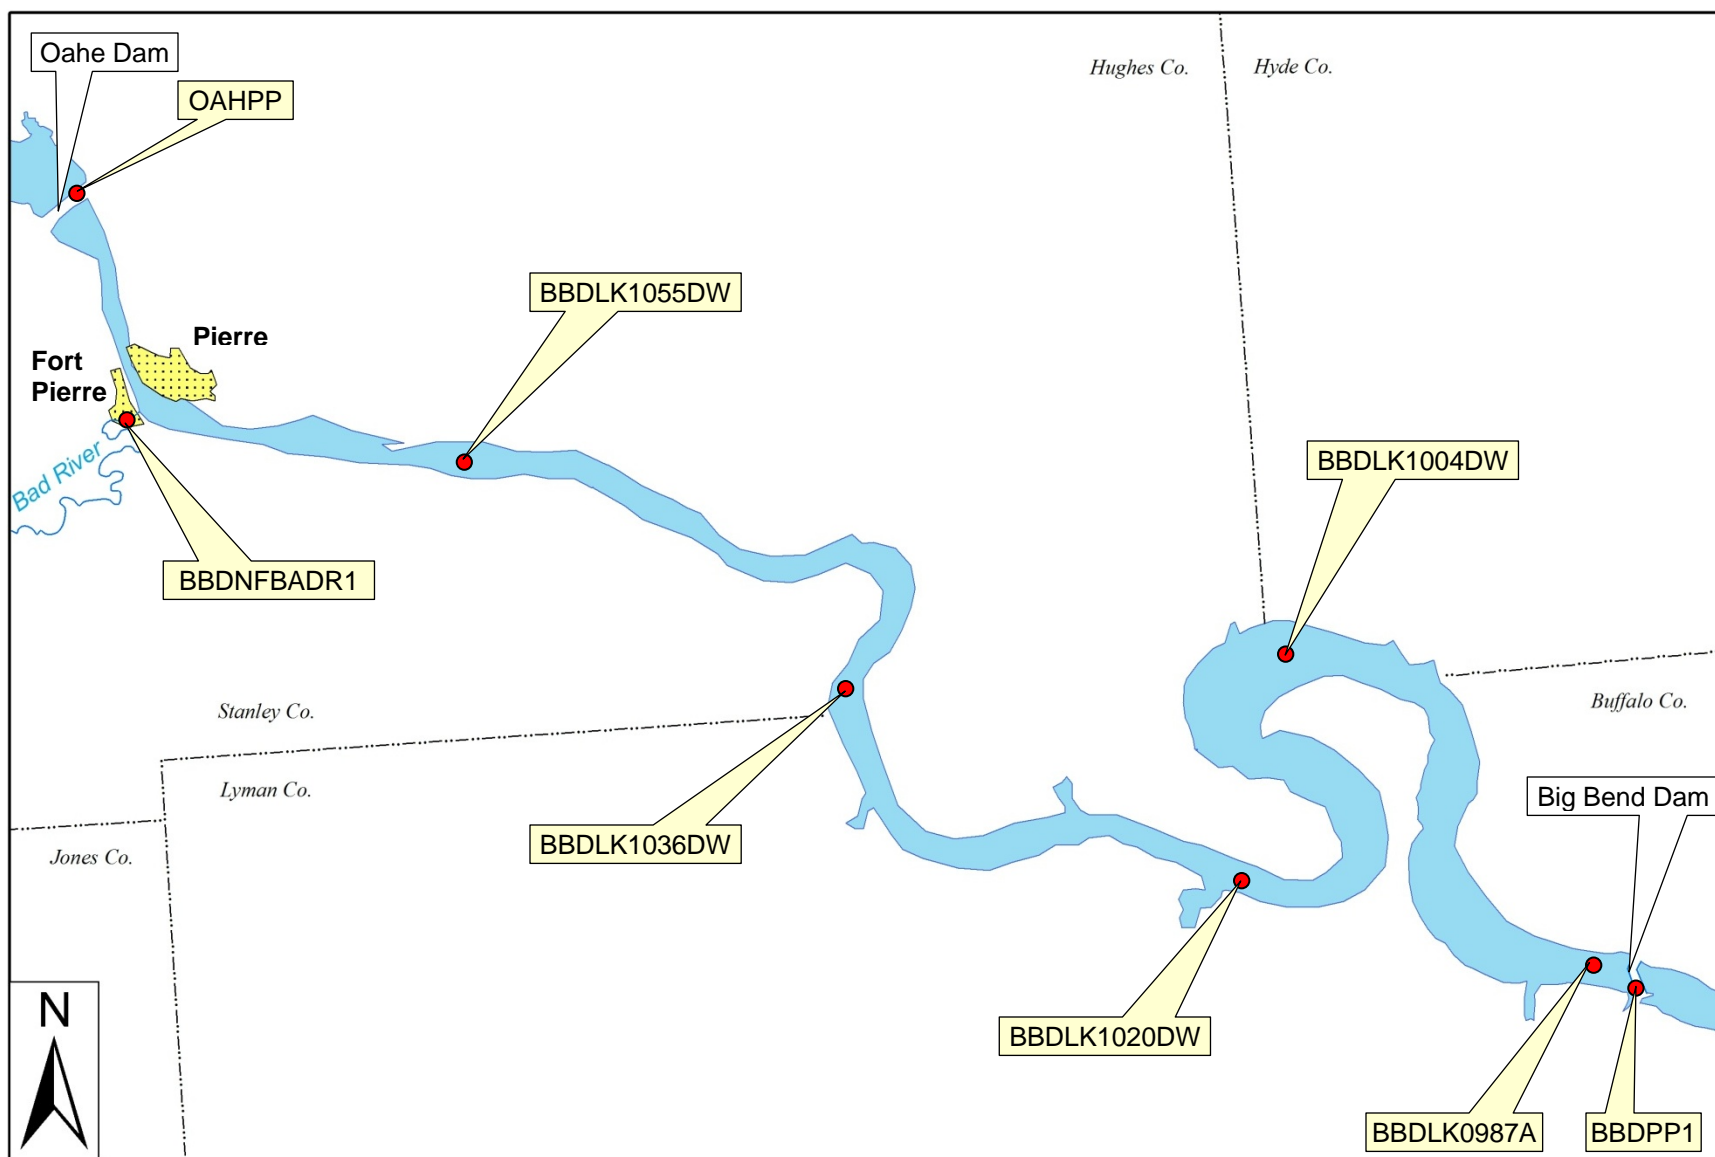 Oahe Dam
Hughes Co.
Hyde Co.
OAHPP
BBDLK1055DW
Pierre
Fort
Pierre
BBDLK1004DW
Bad River
BBDNFBADR1
Stanley Co.
Buffalo Co.
Lyman Co.
Big Bend Dam
BBDLK1036DW
Jones Co.
N
BBDLK1020DW
BBDLK0987A
BBDPP1